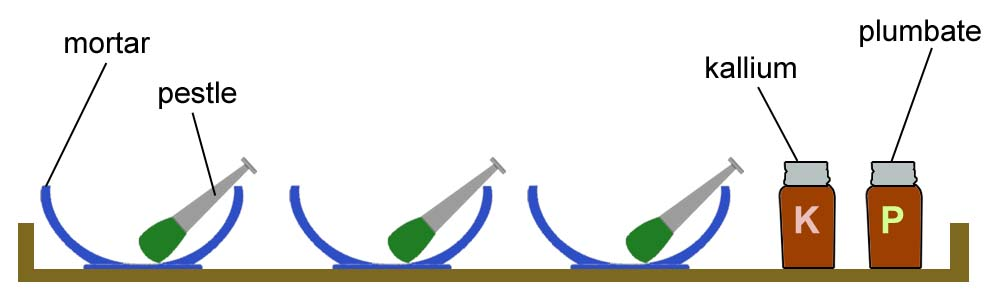 mortar
pestle
kallium
plumbate
K
P